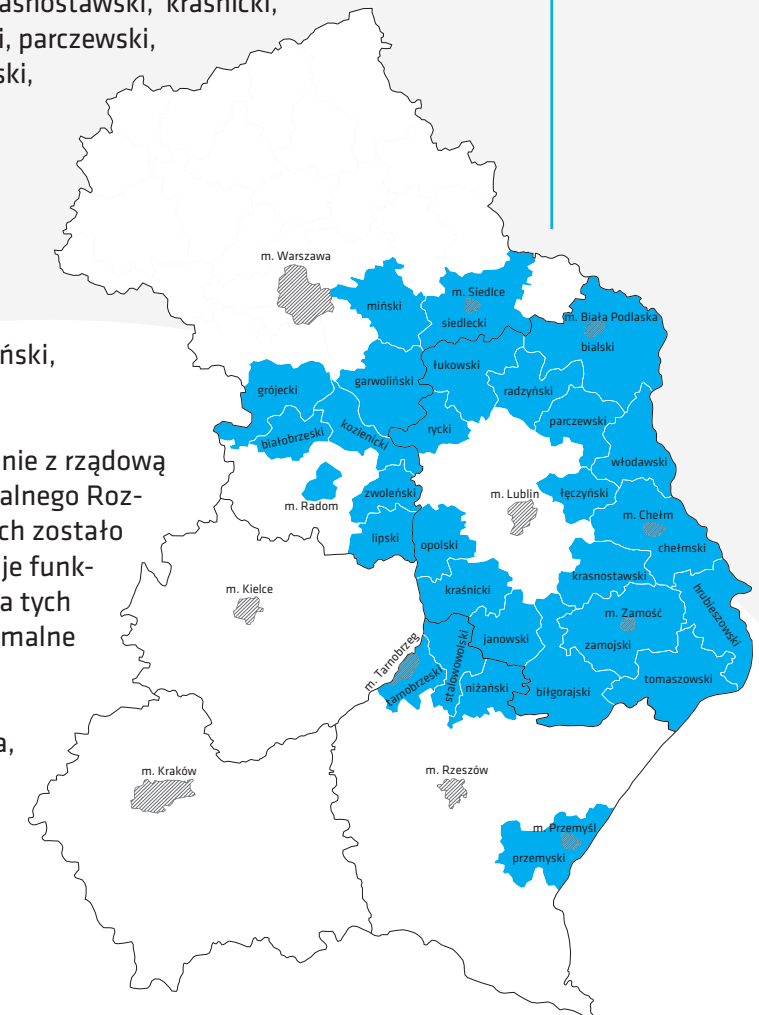 asnostawski, kraśnicki,
i, parczewski,
ski,
m. Warszawa
miński
m. Siedlce
siedlecki
m. Biała Podlaska
bialski
ński,
łukowski
garwoliński
grójecki
radzyński
parczewski
rycki
kozienicki
białobrzeski
nie z rządową
włodawski
alnego Roz-
zwoleński
m. Lublin
łęczyński
m. Radom
m. Chełm
ch zostało
lipski
opolski
chełmski
je funk-
krasnostawski
m. Kielce
kraśnicki
hrubieszowski
a tych
m. Zamość
malne
janowski
zamojski
m. Tarnobrzeg
stalowowolski
tarnobrzeski
niżański
biłgorajski
tomaszowski
a,
m. Kraków
m. Rzeszów
m. Przemyśl
przemyski